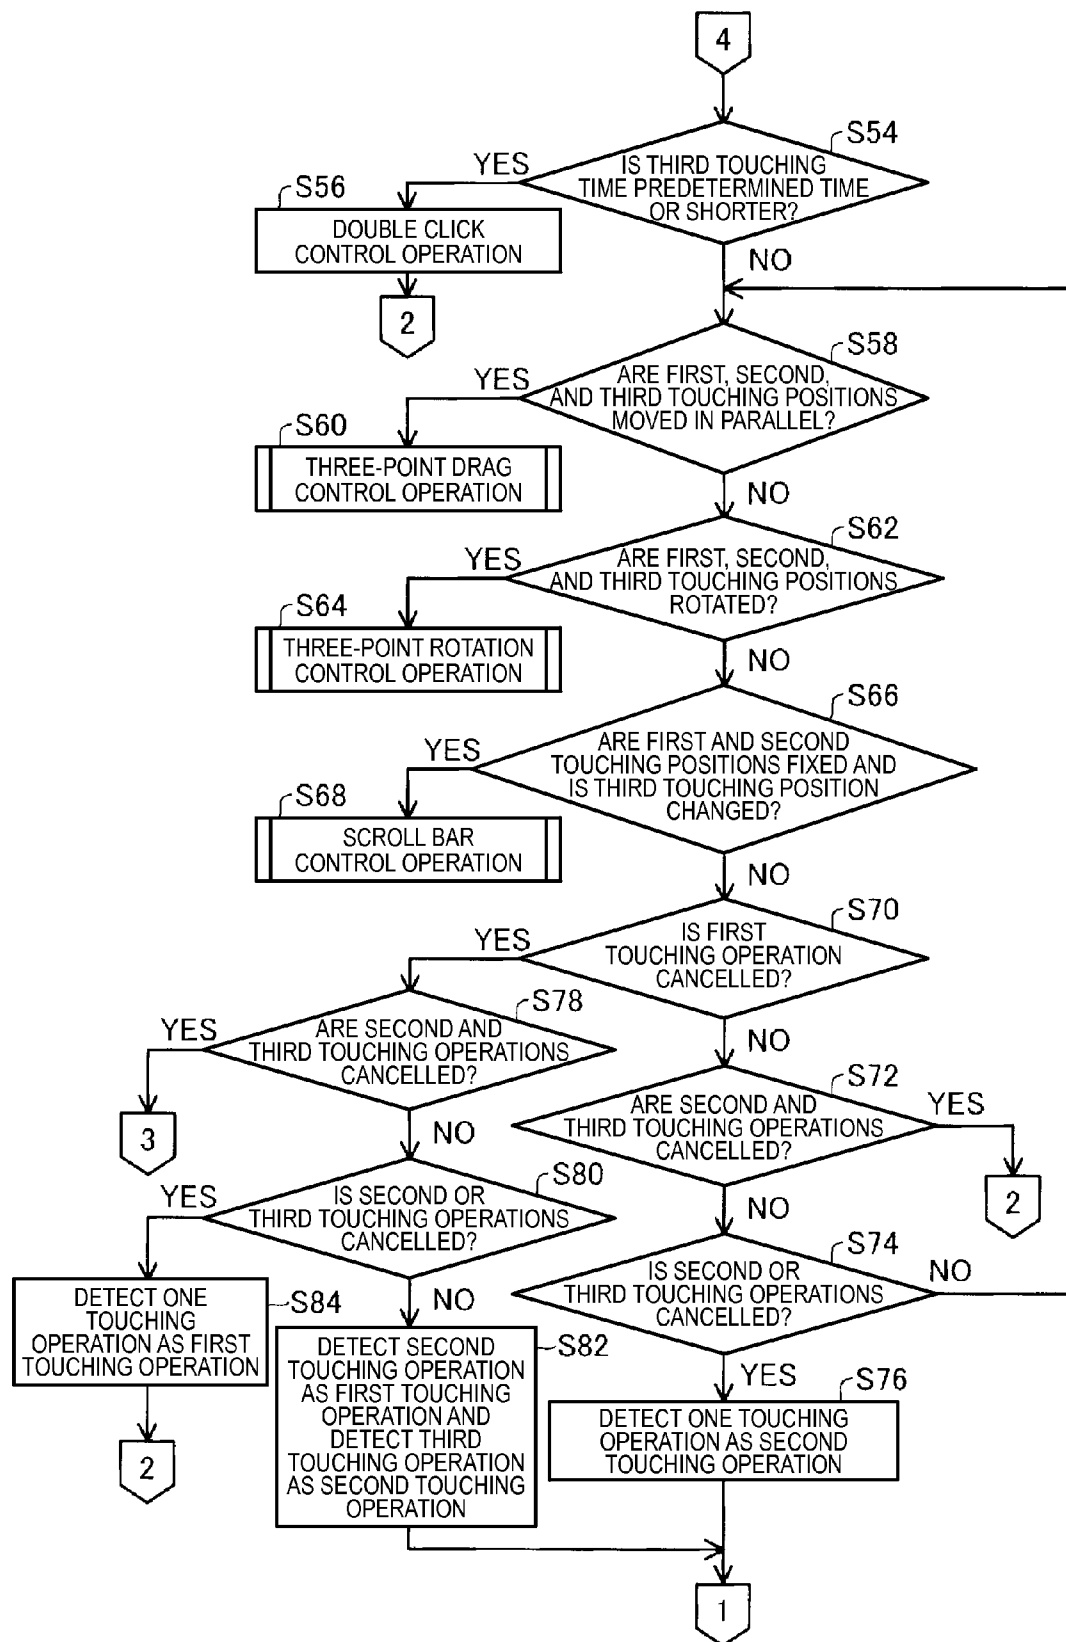 4
S54
YES
IS THIRD TOUCHING
TIME PREDETERMINED TIME
OR SHORTER?
S56
DOUBLE CLICK
CONTROL OPERATION
NO
2
S58
YES
ARE FIRST, SECOND,
AND THIRD TOUCHING POSITIONS
MOVED IN PARALLEL?
S60
THREE-POINT DRAG
CONTROL OPERATION
NO
S62
YES
ARE FIRST, SECOND,
AND THIRD TOUCHING POSITIONS
ROTATED?
S64
THREE-POINT ROTATION
CONTROL OPERATION
NO
S66
YES
ARE FIRST AND SECOND
TOUCHING POSITIONS FIXED AND
IS THIRD TOUCHING POSITION
CHANGED?
S68
SCROLL BAR
CONTROL OPERATION
NO
S70
YES
IS FIRST
TOUCHING OPERATION
CANCELLED?
S78
YES
ARE SECOND AND
THIRD TOUCHING OPERATIONS
CANCELLED?
NO
S72
ARE SECOND AND
THIRD TOUCHING OPERATIONS
CANCELLED?
YES
3
NO
2
S80
YES
IS SECOND OR
THIRD TOUCHING OPERATIONS
CANCELLED?
NO
S74
IS SECOND OR
THIRD TOUCHING OPERATIONS
CANCELLED?
NO
S84
DETECT ONE
TOUCHING
OPERATION AS FIRST
TOUCHING OPERATION
NO
S82
DETECT SECOND
TOUCHING OPERATION
AS FIRST TOUCHING
OPERATION AND
DETECT THIRD
TOUCHING OPERATION
AS SECOND TOUCHING
OPERATION
YES
S76
DETECT ONE TOUCHING
OPERATION AS SECOND
TOUCHING OPERATION
2
1